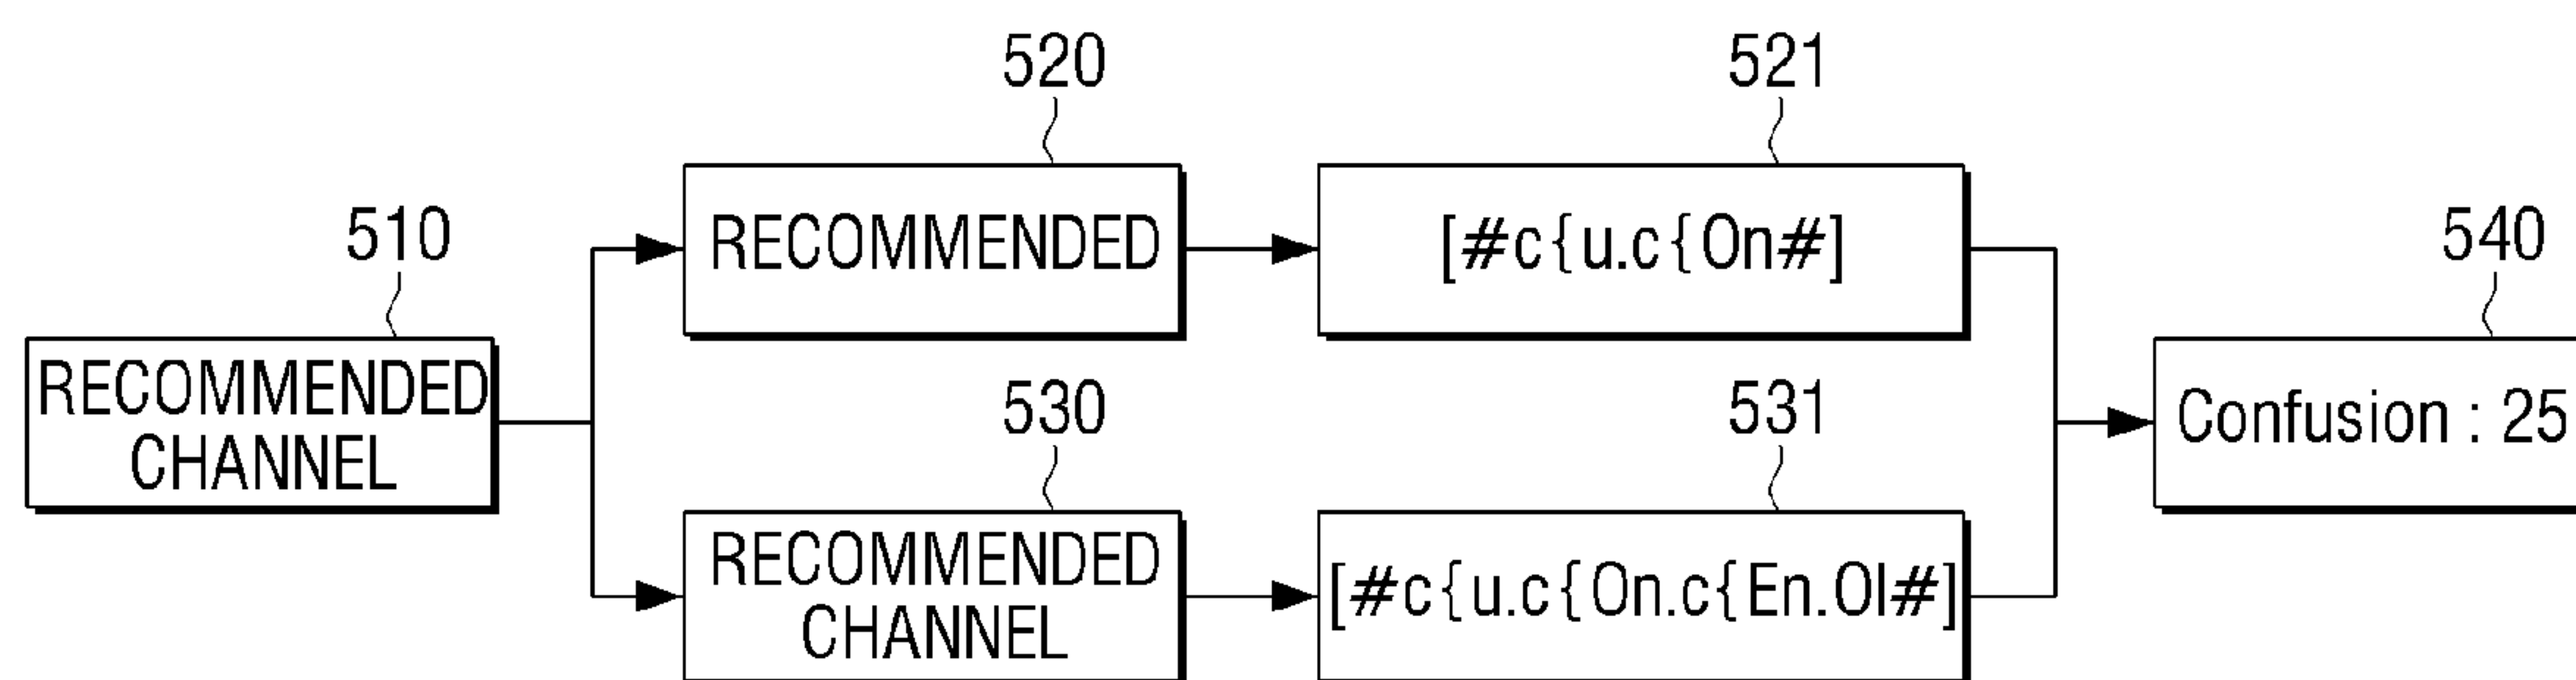 520
521
510
RECOMMENDED
[#c{u.c{On#]
540
RECOMMENDED
CHANNEL
530
531
Confusion : 25
RECOMMENDED
CHANNEL
[#c{u.c{On.c{En.Ol#]